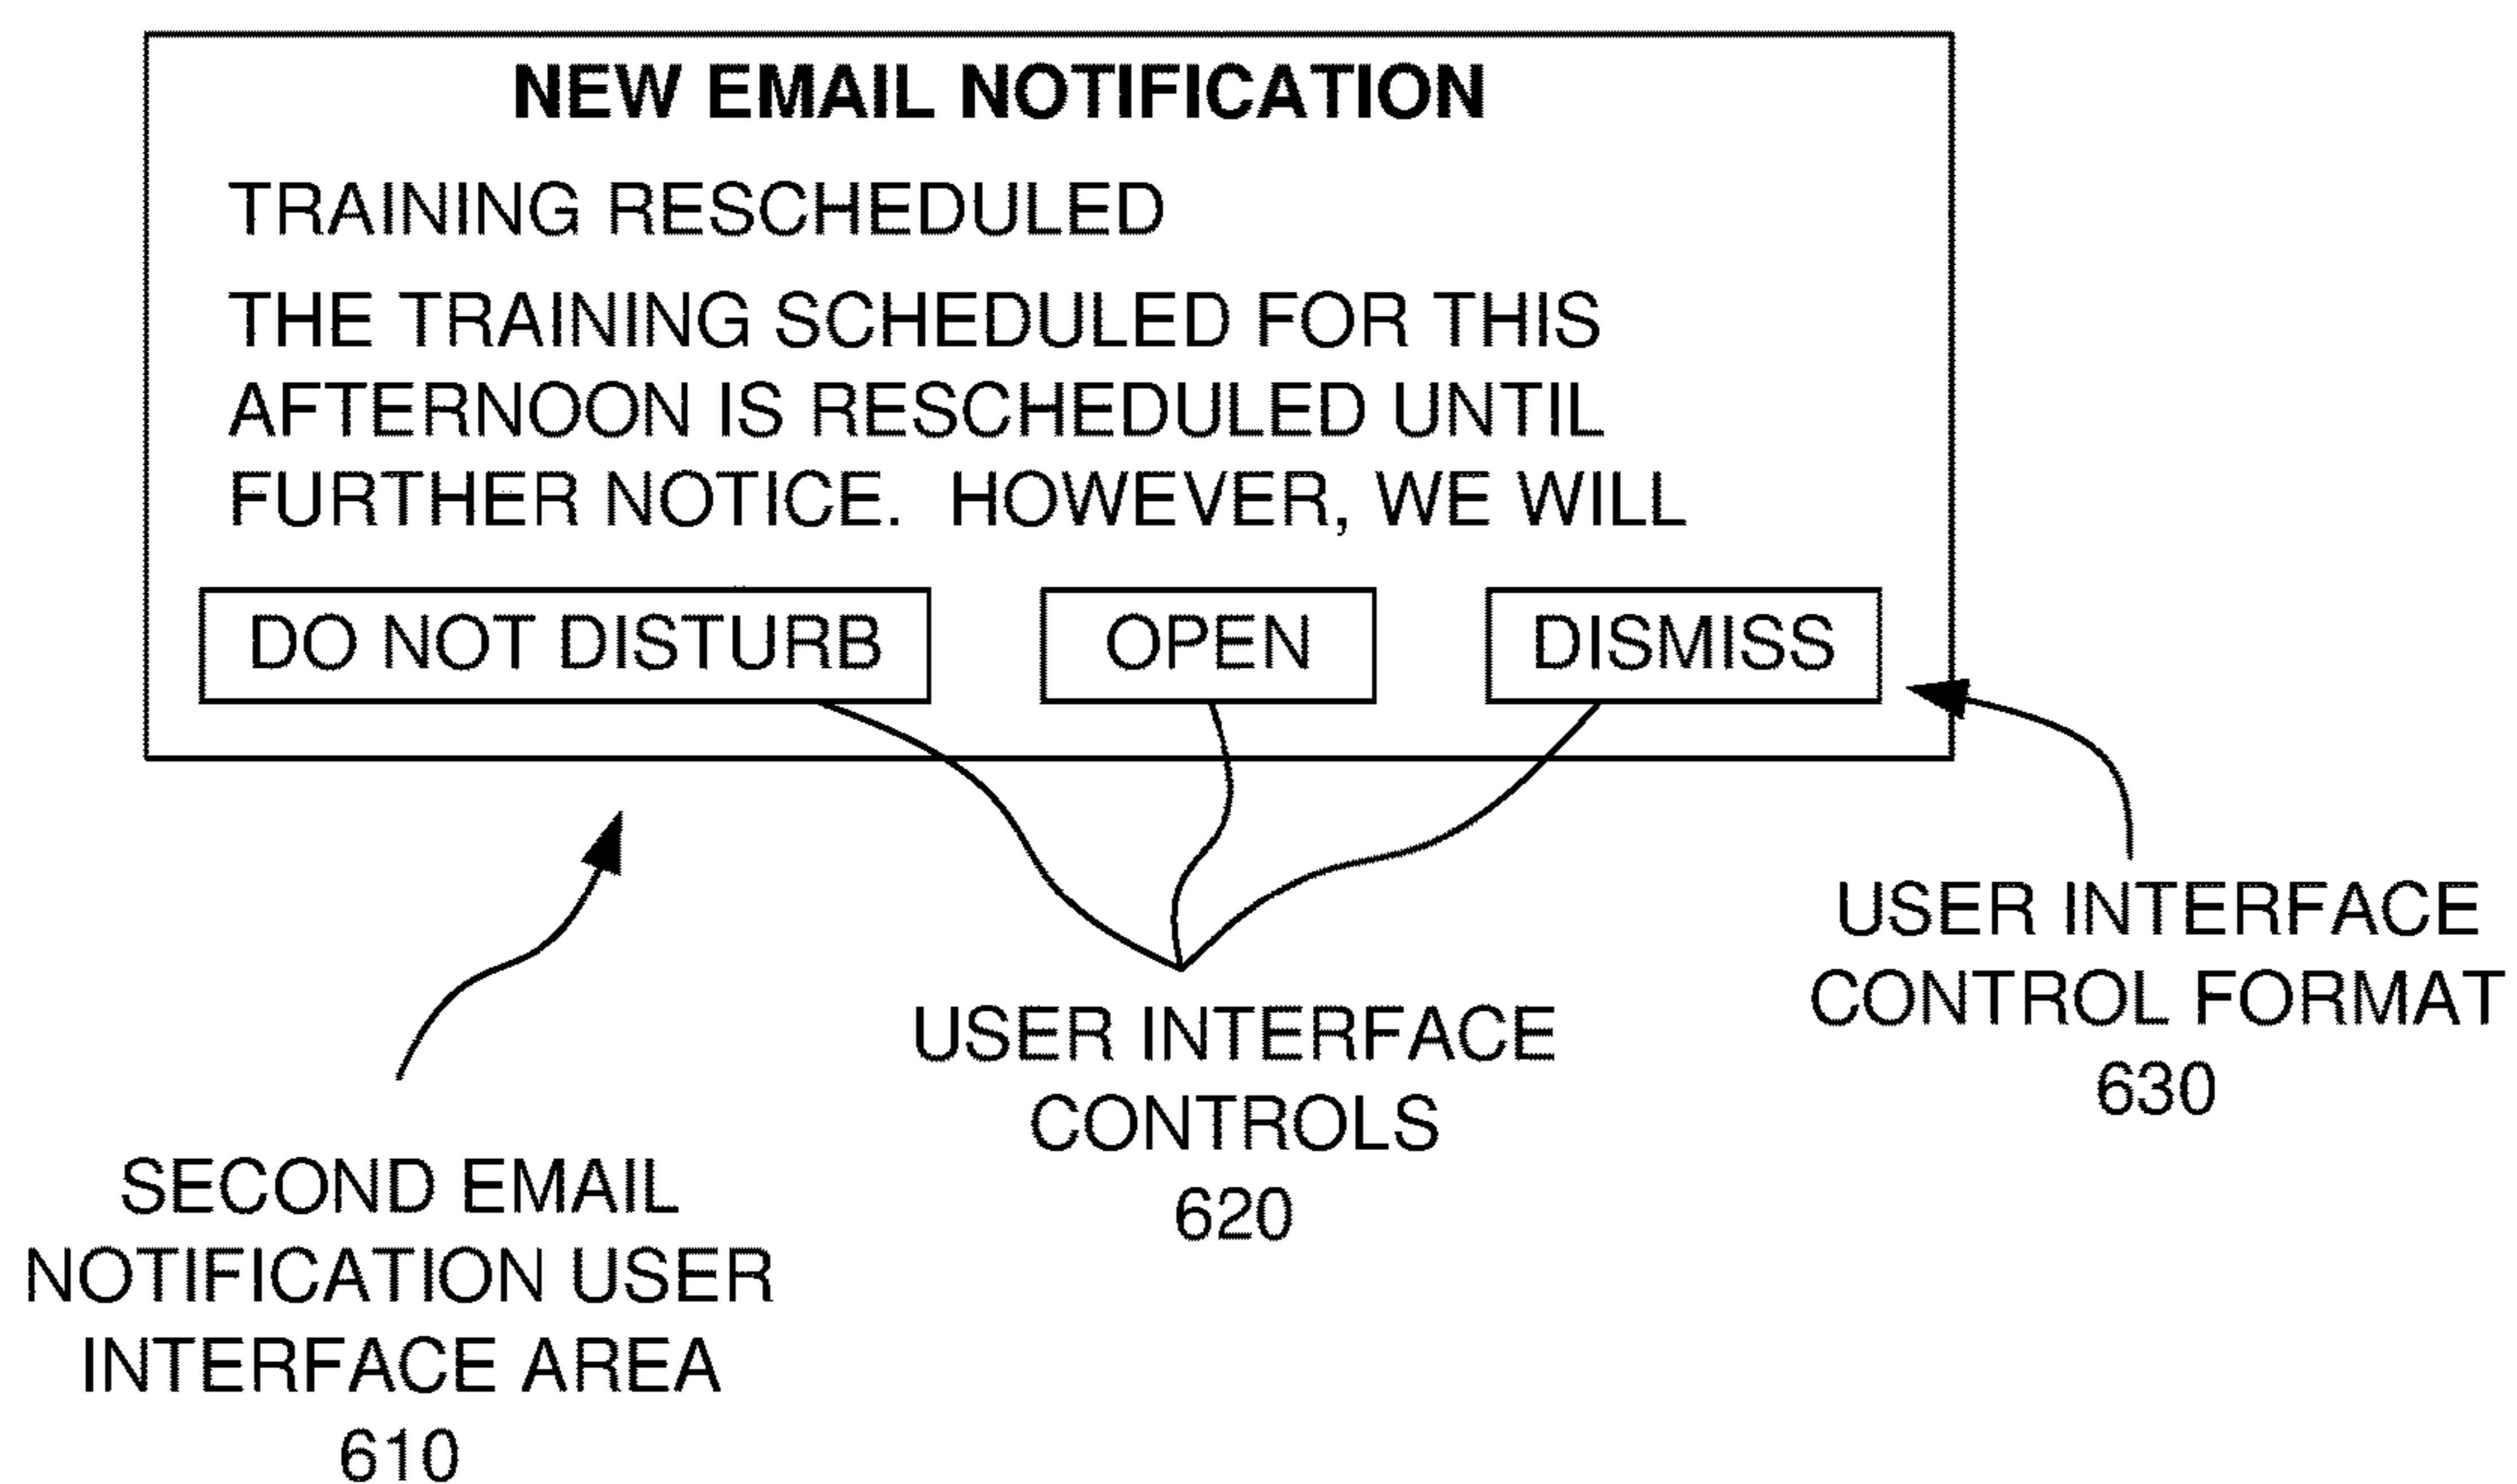 NEW EMAIL NOTIFICATION
TRAINING RESCHEDULED
THE TRAINING SCHEDULED FOR THIS
AFTERNOON IS RESCHEDULED UNTIL
FURTHER NOTICE.  HOWEVER, WE WILL
DO NOT DISTURB
OPEN
DISMISS
USER INTERFACE
CONTROL FORMAT
630
USER INTERFACE
CONTROLS
620
SECOND EMAIL
NOTIFICATION USER
INTERFACE AREA
610